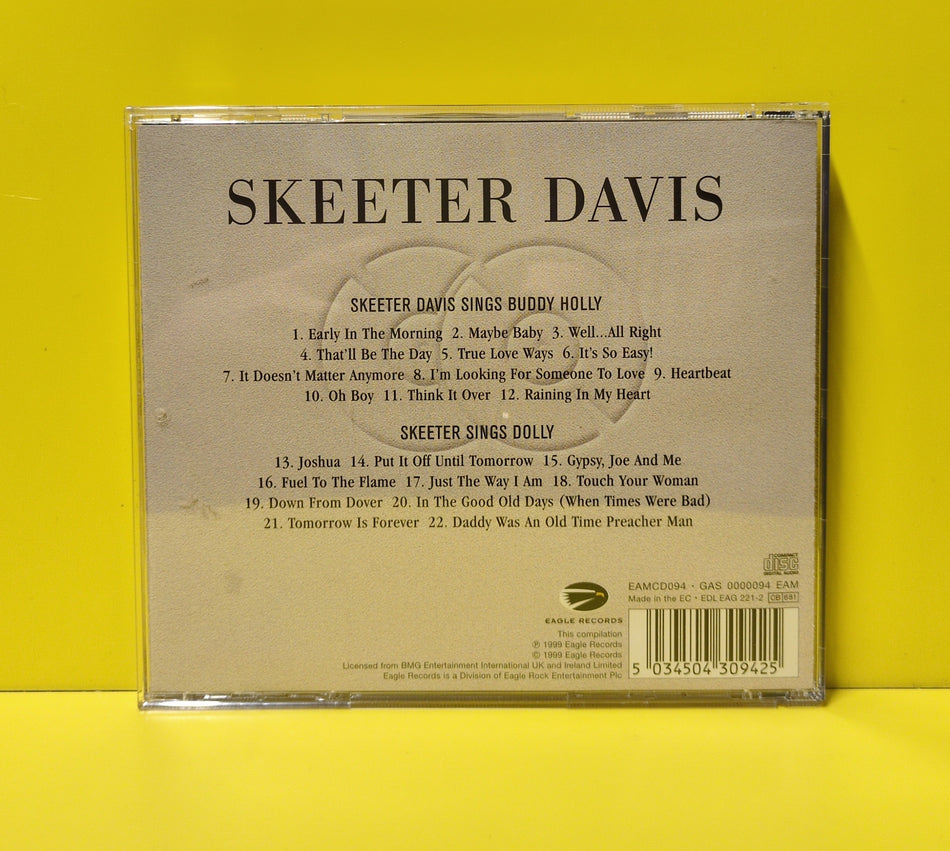 SKEETER DAVIS
SKEETER DAVIS SINGS BUDDY HOLLY
1. Early In The Morning 2. Maybe Baby 3. Well...All Right
4. That'll Be The Day 5. True Love Ways 6. It's So Easy!
7. It Doesn't Matter Anymore 8. I'm Looking For Someone To Love 9. Heartbeat
10. Oh Boy 11. Think It Over 12. Raining In My Heart
SKEETER SINGS DOLLY
13. Joshua 14. Put It Off Until Tomorrow 15. Gypsy, Joe And Me
16. Fuel To The Flame 17. Just The Way I Am 18. Touch Your Woman
19. Down From Dover 20. In The Good Old Days (When Times Were Bad)
21. Tomorrow Is Forever 22. Daddy Was An Old Time Preacher Man
COMPACT
disc
DIGITAL AUDIO
EAMCD094 · GAS 0000094 EAM
Made in the EC · EDL EAG 221-2 CB 681
EAGLE RECORDS
This compilation
℗ 1999 Eagle Records
© 1999 Eagle Records
Licensed from BMG Entertainment International UK and Ireland Limited
Eagle Records is a Division of Eagle Rock Entertainment Plc
5 034504 309425